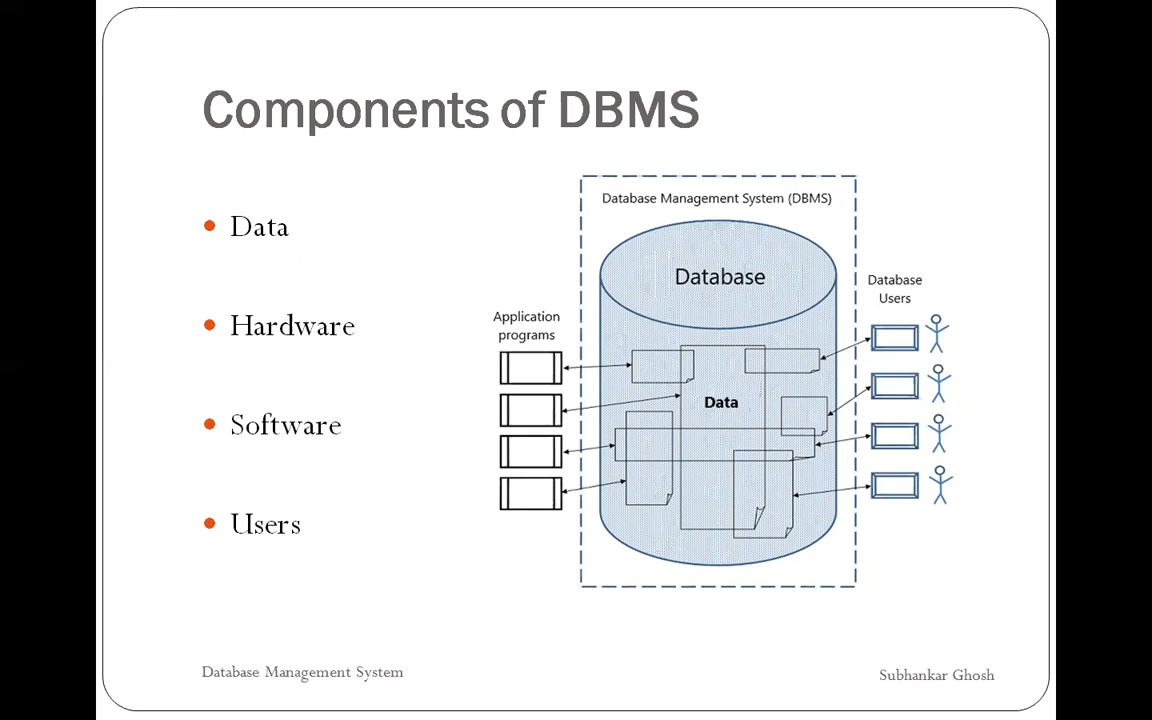 Components of DBMS
Data
Hardware
Software
Users
Database Management System (DBMS)
Database
Data
Application
programs
Database
Users
Database Management System
Subhankar Ghosh